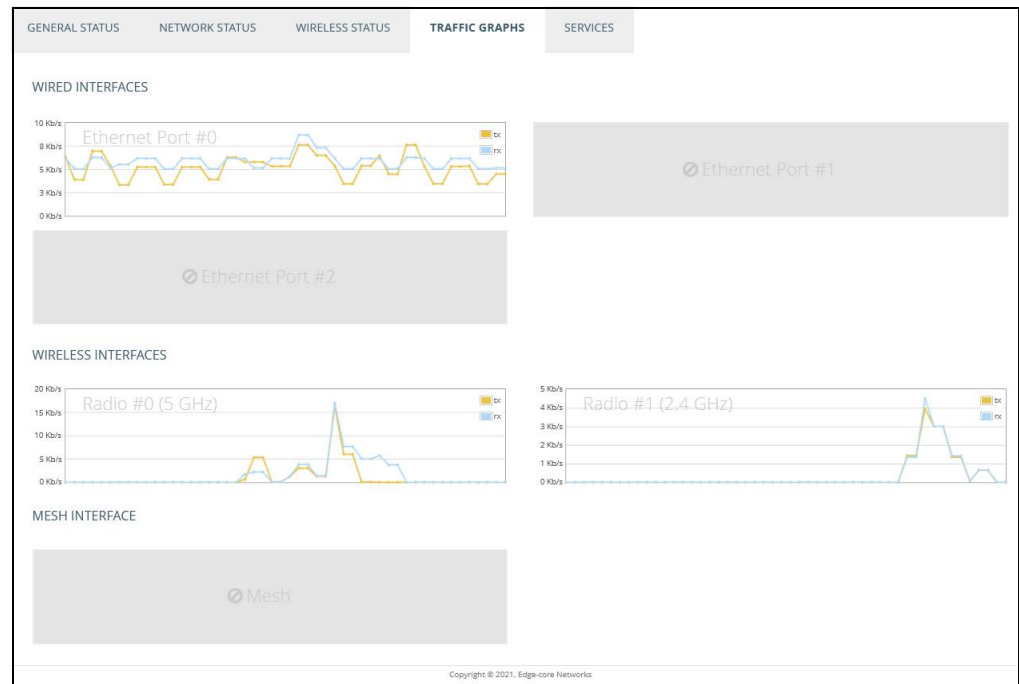 GENERAL STATUS NETWORK STATUS WIRELESS STATUS TRAFFIC GRAPHS SERVICES
WIRED INTERFACES
10 Kb/s
8 Kb/s
5 Kb/s
3 Kb/s
0 Kb/s
Ethernet Port #0
tx
rx
Ethernet Port #1
Ethernet Port #2
WIRELESS INTERFACES
20 Kb/s
15 Kb/s
10 Kb/s
5 Kb/s
0 Kb/s
Radio #0 (5 GHz)
tx
rx
5 Kb/s
4 Kb/s
3 Kb/s
2 Kb/s
1 Kb/s
0 Kb/s
Radio #1 (2.4 GHz)
tx
rx
MESH INTERFACE
Mesh
Copyright © 2021, Edge-core Networks